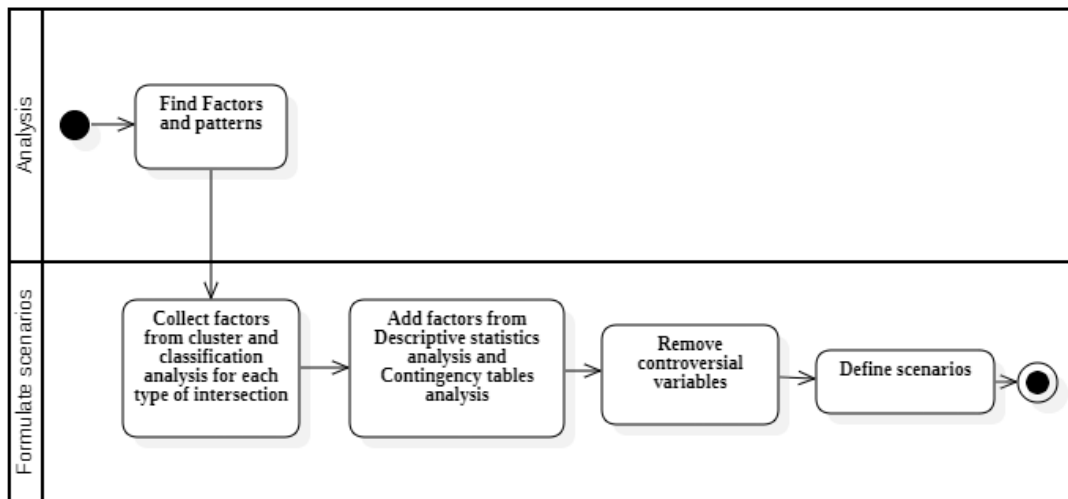 Analysis
Find Factors
and patterns
Formulate scenarios
Collect factors
from cluster and
classification
analysis for each
type of intersection
Add factors from
Descriptive statistics
analysis and
Contingency tables
analysis
Remove
controversial
variables
Define scenarios